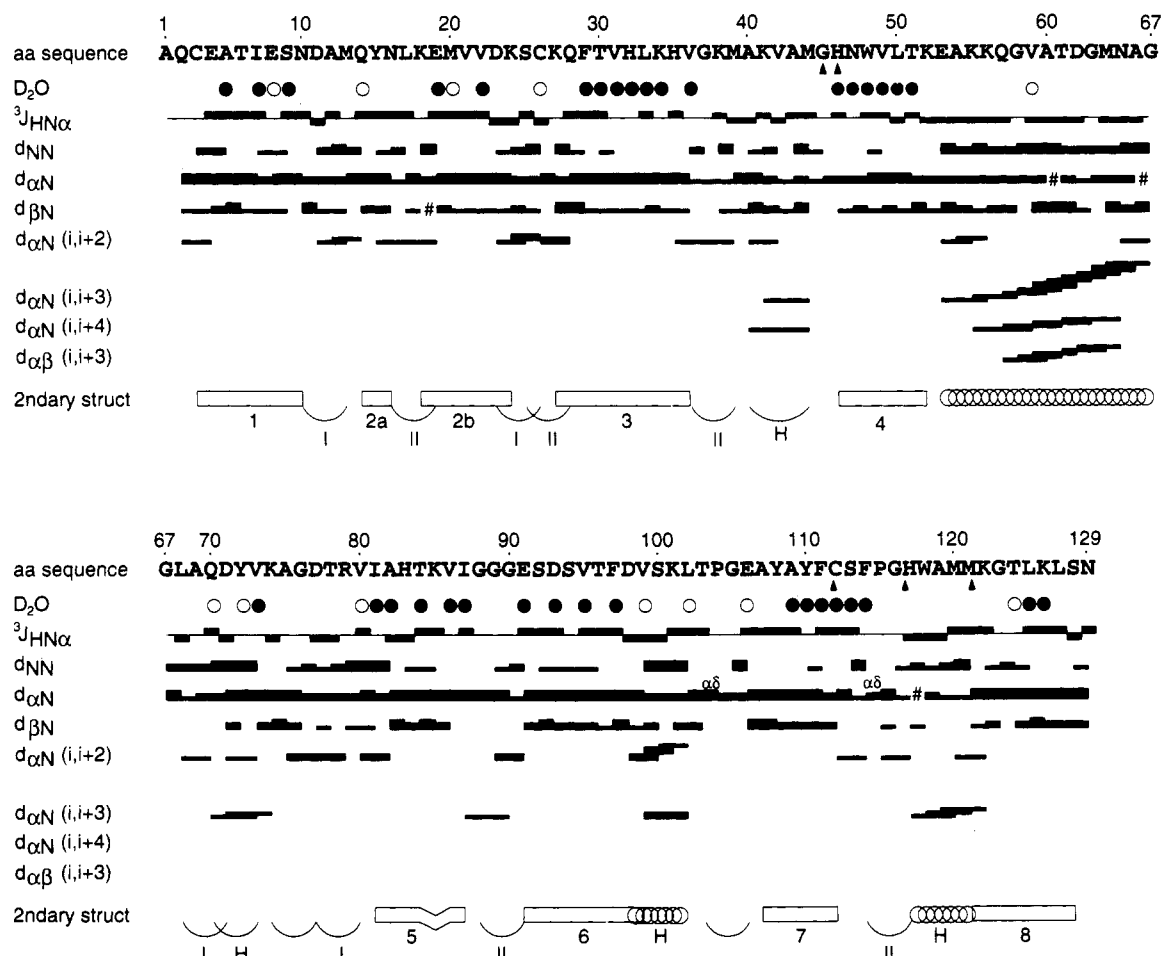 1 10 20 30 40 50 60 67
aa sequence AQCEATIESNDAMQYNLKEMVVDKSCKQFTVHLKHVGKMAKVAMGHNWVLTKEAKKQGVATDGMNAG
D₂O
³JHNα
dNN
dαN # #
dβN #
dαN (i,i+2)
dαN (i,i+3)
dαN (i,i+4)
dαβ (i,i+3)
2ndary struct
1 2a 2b 3 4
I II I II II H
67 70 80 90 100 110 120 129
aa sequence GLAQDYVKAGDTRVIAHTKVIGGGESDSVTFDVSKLTPGEAYAYFCSFPGHWAMMKGTLKLSN
D₂O
³JHNα
dNN
dαN αδ αδ #
dβN
dαN (i,i+2)
dαN (i,i+3)
dαN (i,i+4)
dαβ (i,i+3)
2ndary struct
5 6 H 7 H 8
I H I II II